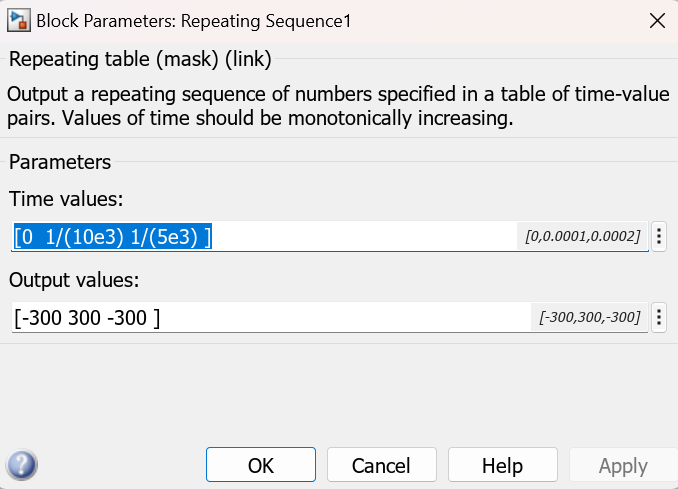 Block Parameters: Repeating Sequence1
Repeating table (mask) (link)
Output a repeating sequence of numbers specified in a table of time-value
pairs. Values of time should be monotonically increasing.
Parameters
Time values:
[0  1/(10e3) 1/(5e3) ] [0,0.0001,0.0002]
Output values:
[-300 300 -300 ] [-300,300,-300]
? OK Cancel Help Apply